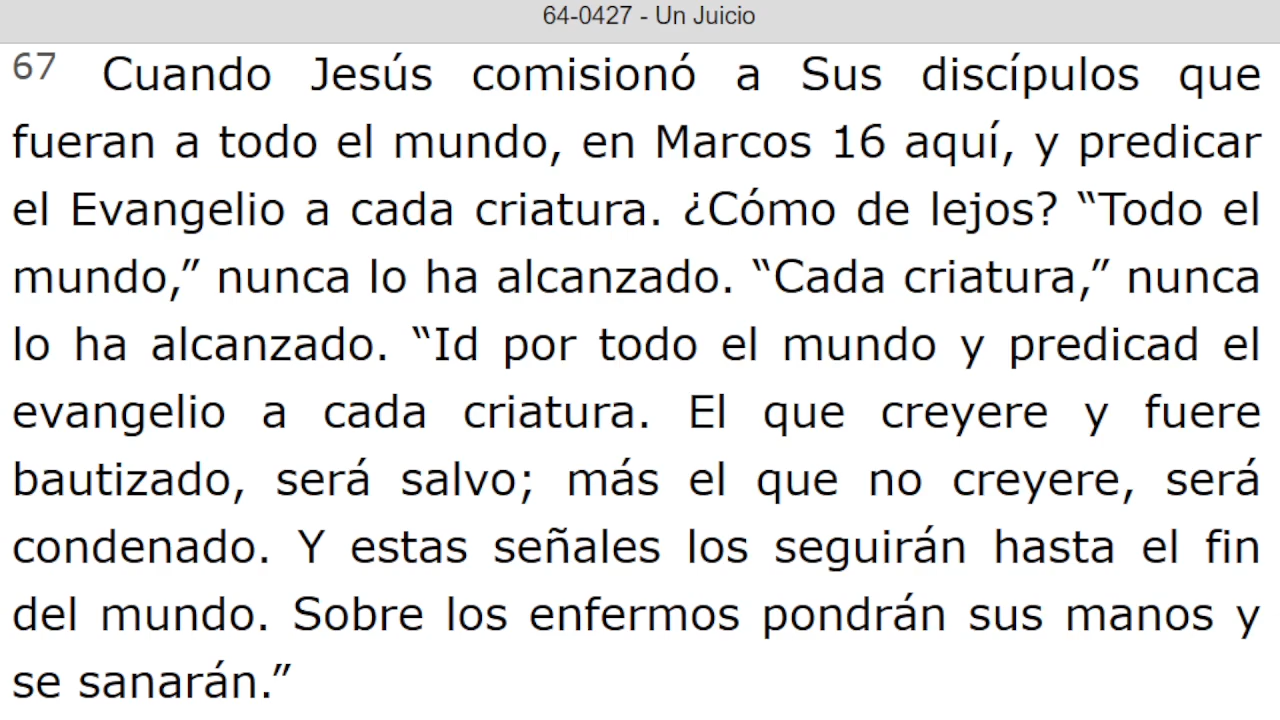 64-0427 - Un Juicio
67 Cuando Jesús comisionó a Sus discípulos que
fueran a todo el mundo, en Marcos 16 aquí, y predicar
el Evangelio a cada criatura. ¿Cómo de lejos? “Todo el
mundo,” nunca lo ha alcanzado. “Cada criatura,” nunca
lo ha alcanzado. “Id por todo el mundo y predicad el
evangelio a cada criatura. El que creyere y fuere
bautizado, será salvo; más el que no creyere, será
condenado. Y estas señales los seguirán hasta el fin
del mundo. Sobre los enfermos pondrán sus manos y
se sanarán.”